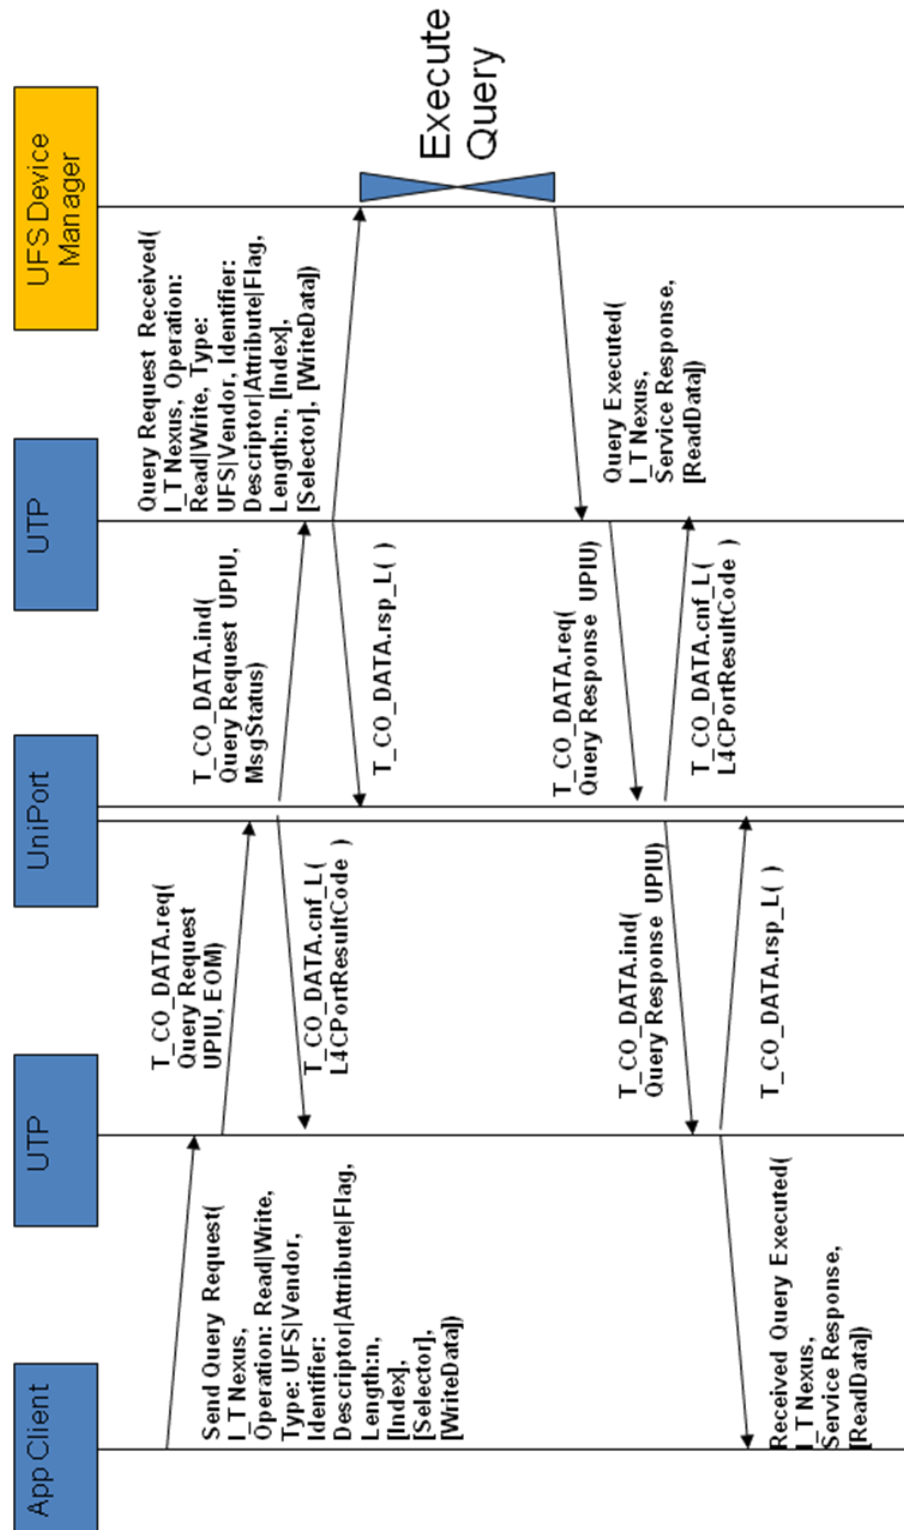 App Client
UTP
UniPort
UTP
UFS Device
Manager
Send Query Request(
I_T Nexus,
Operation: Read|Write,
Type: UFS|Vendor,
Identifier:
Descriptor|Attribute|Flag,
Length:n,
[Index],
[Selector],
[WriteData])
T_CO_DATA.req(
Query Request
UPIU, EOM)
T_CO_DATA.cnf_L(
L4CPortResultCode )
T_CO_DATA.ind(
Query Request UPIU,
MsgStatus)
T_CO_DATA.rsp_L( )
Query Request Received(
I_T Nexus, Operation:
Read|Write, Type:
UFS|Vendor, Identifier:
Descriptor|Attribute|Flag,
Length:n, [Index],
[Selector], [WriteData])
Execute
Query
Query Executed(
I_T Nexus,
Service Response,
[ReadData])
T_CO_DATA.req(
Query Response UPIU)
T_CO_DATA.cnf_L(
L4CPortResultCode )
T_CO_DATA.ind(
Query Response UPIU)
T_CO_DATA.rsp_L( )
Received Query Executed(
I_T Nexus,
Service Response,
[ReadData])